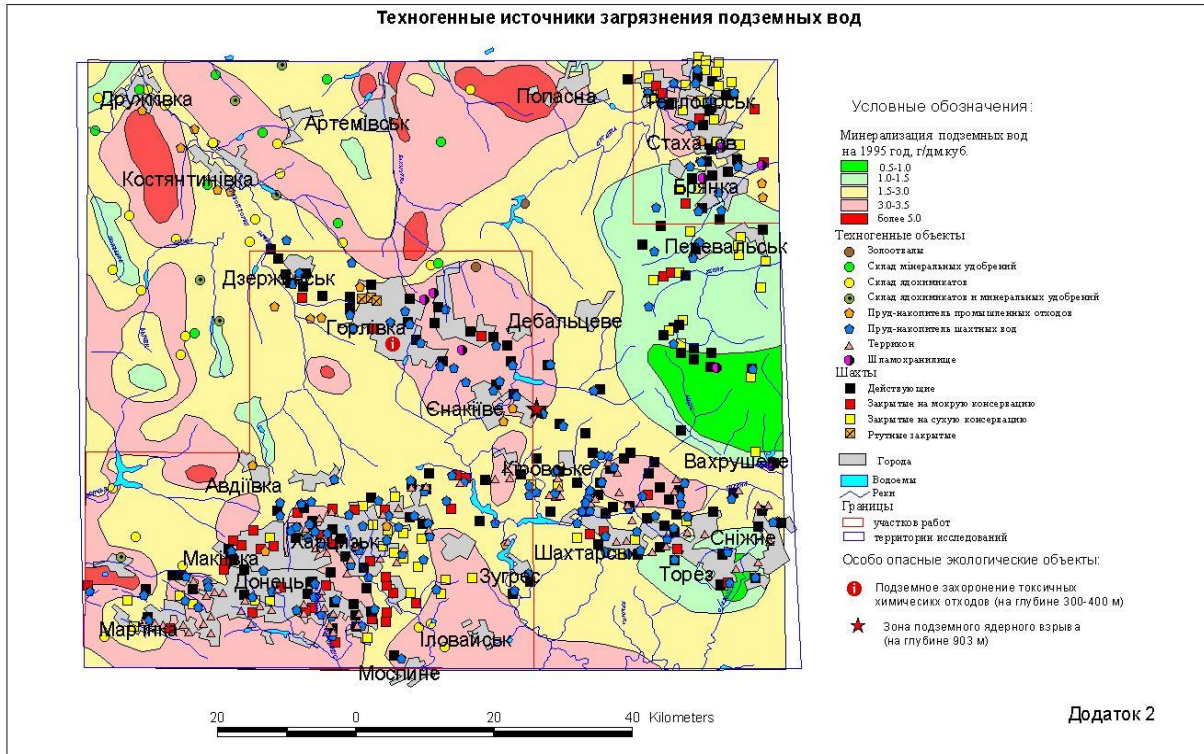 Техногенные источники загрязнения подземных вод
Дружківка
Артемівськ
Попасна
Теплогорськ
Стаханов
Костянтинівка
Брянка
Перевальськ
Дзержинськ
Горлівка
Дебальцеве
Єнакієве
Кіровське
Вахрушеве
Авдіївка
Харцизьк
Макіївка
Донецьк
Зугрес
Шахтарськ
Сніжне
Торез
Мар'їнка
Іловайськ
Моспине
Условные обозначения:
Минерализация подземных вод
на 1995 год, г/дм.куб.
0.5-1.0
1.0-1.5
1.5-3.0
3.0-3.5
более 5.0
Техногенные объекты
Золоотвалы
Склад мінеральных удобрений
Склад ядохимикатов
Склад ядохимикатов и минеральных удобрений
Пруд-накопитель промышленных отходов
Пруд-накопитель шахтных вод
Террикон
Шламохранилище
Шахты
Действующие
Закрытые на мокрую консервацию
Закрытые на сухую консервацию
Ртутные закрытые
Города
Водоемы
Реки
Границы
участков работ
территории исследований
Особо опасные экологические объекты:
Подземное захоронение токсичных
химических отходов (на глубине 300-400 м)
Зона подземного ядерного взрыва
(на глубине 903 м)
20 0 20 40 Kilometers
Додаток 2